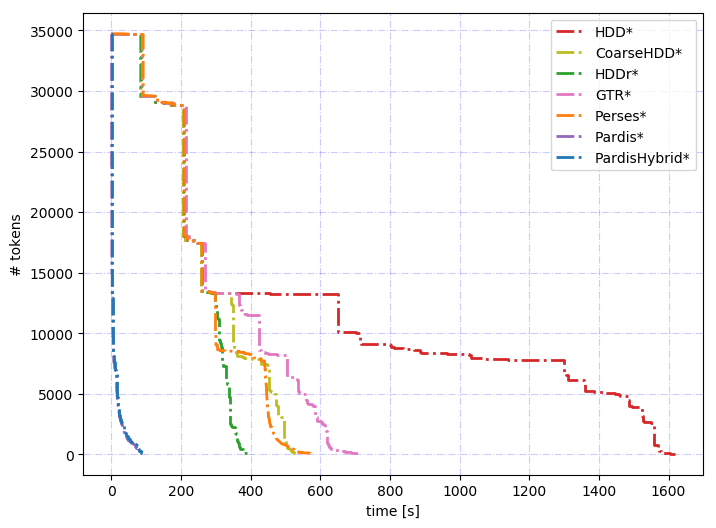 35000
30000
25000
20000
15000
10000
5000
0
# tokens
HDD*
CoarseHDD*
HDDr*
GTR*
Perses*
Pardis*
PardisHybrid*
0 200 400 600 800 1000 1200 1400 1600
time [s]